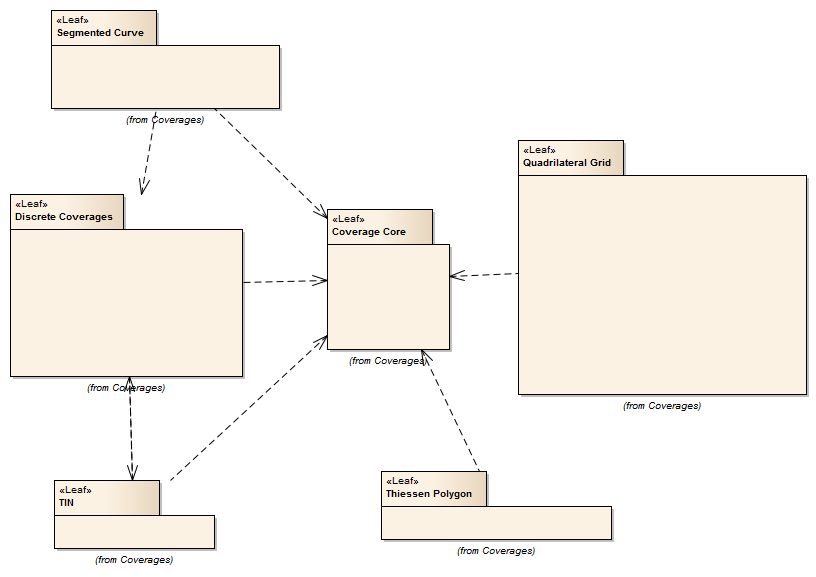 «Leaf»
Segmented Curve
(from Coverages)
«Leaf»
Quadrilateral Grid
(from Coverages)
«Leaf»
Discrete Coverages
(from Coverages)
«Leaf»
Coverage Core
(from Coverages)
«Leaf»
TIN
(from Coverages)
«Leaf»
Thiessen Polygon
(from Coverages)